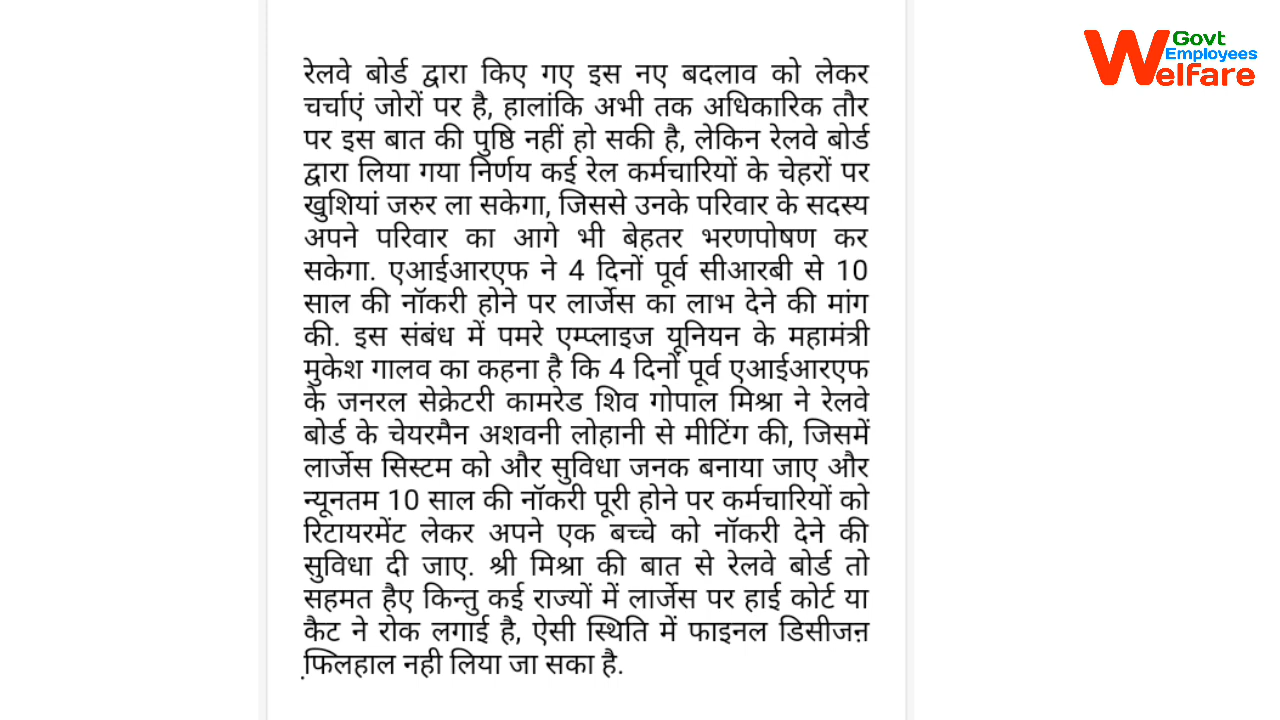 रेलवे बोर्ड द्वारा किए गए इस नए बदलाव को लेकर
चर्चाएं जोरों पर है, हालांकि अभी तक अधिकारिक तौर
पर इस बात की पुष्ठि नहीं हो सकी है, लेकिन रेलवे बोर्ड
द्वारा लिया गया निर्णय कई रेल कर्मचारियों के चेहरों पर
खुशियां जरुर ला सकेगा, जिससे उनके परिवार के सदस्य
अपने परिवार का आगे भी बेहतर भरणपोषण कर
सकेगा. एआईआरएफ ने 4 दिनों पूर्व सीआरबी से 10
साल की नॉकरी होने पर लार्जेस का लाभ देने की मांग
की. इस संबंध में पमरे एम्प्लाइज यूनियन के महामंत्री
मुकेश गालव का कहना है कि 4 दिनों पूर्व एआईआरएफ
के जनरल सेक्रेटरी कामरेड शिव गोपाल मिश्रा ने रेलवे
बोर्ड के चेयरमैन अशवनी लोहानी से मीटिंग की, जिसमें
लार्जेस सिस्टम को और सुविधा जनक बनाया जाए और
न्यूनतम 10 साल की नॉकरी पूरी होने पर कर्मचारियों को
रिटायरमेंट लेकर अपने एक बच्चे को नॉकरी देने की
सुविधा दी जाए. श्री मिश्रा की बात से रेलवे बोर्ड तो
सहमत हैए किन्तु कई राज्यों में लार्जेस पर हाई कोर्ट या
कैट ने रोक लगाई है, ऐसी स्थिति में फाइनल डिसीजऩ
फि़लहाल नही लिया जा सका है.
Govt
Employees
Welfare